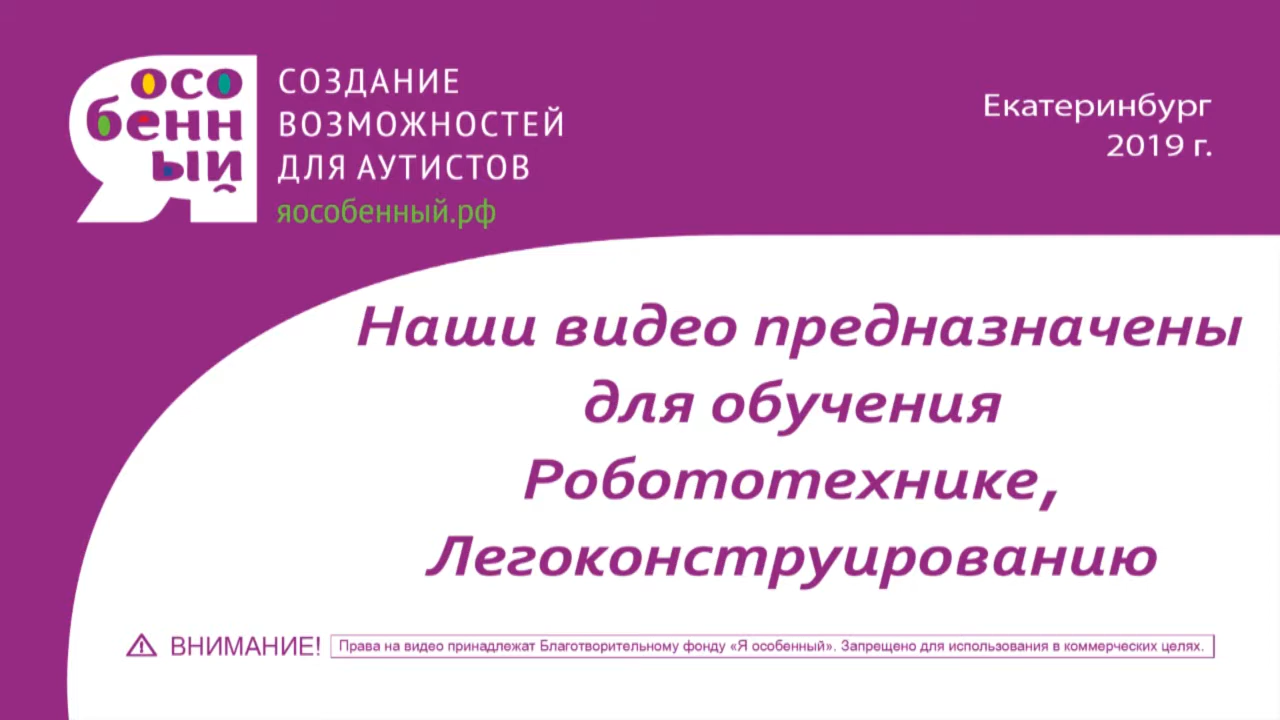 осо
бенн
ый
Я
СОЗДАНИЕ
ВОЗМОЖНОСТЕЙ
ДЛЯ АУТИСТОВ
яособенный.рф
Екатеринбург
2019 г.
Наши видео предназначены
для обучения
Робототехнике,
Легоконструированию
ВНИМАНИЕ! Права на видео принадлежат Благотворительному фонду «Я особенный». Запрещено для использования в коммерческих целях.